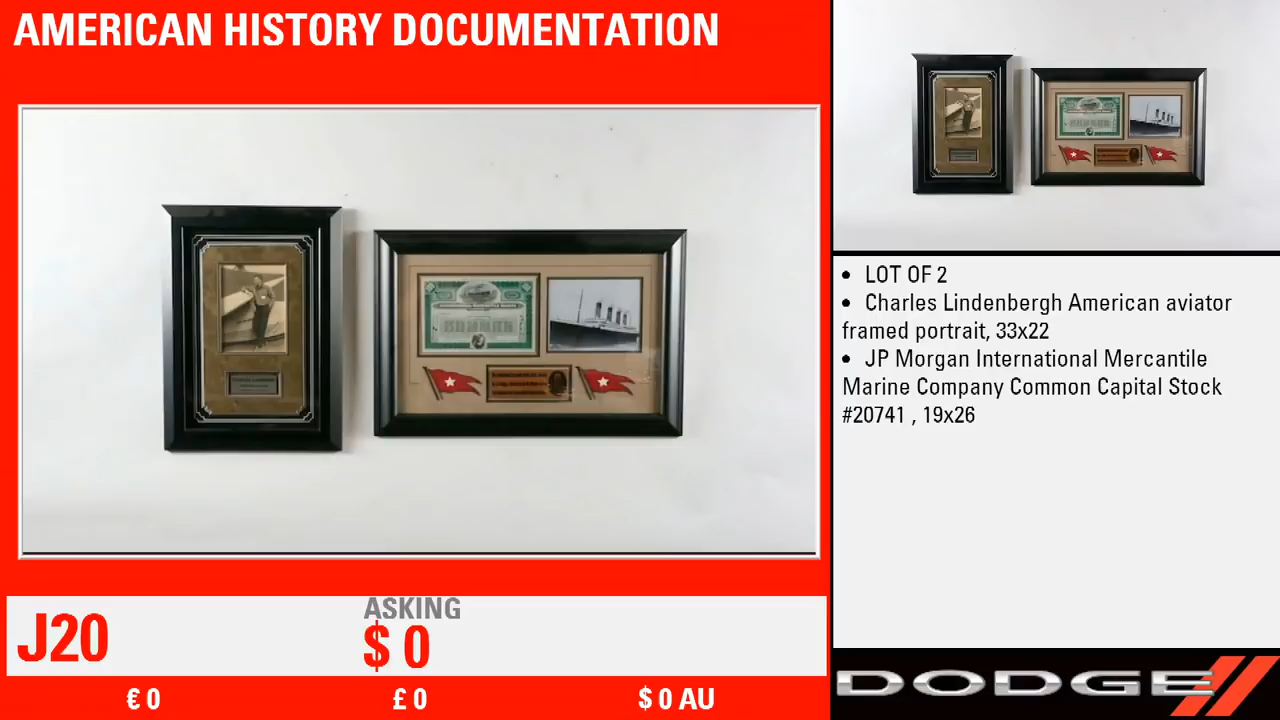 AMERICAN HISTORY DOCUMENTATION
LOT OF 2
Charles Lindenbergh American aviator
framed portrait, 33x22
JP Morgan International Mercantile
Marine Company Common Capital Stock
#20741 , 19x26
J20
ASKING
$ 0
€ 0
£ 0
$ 0 AU
DODGE